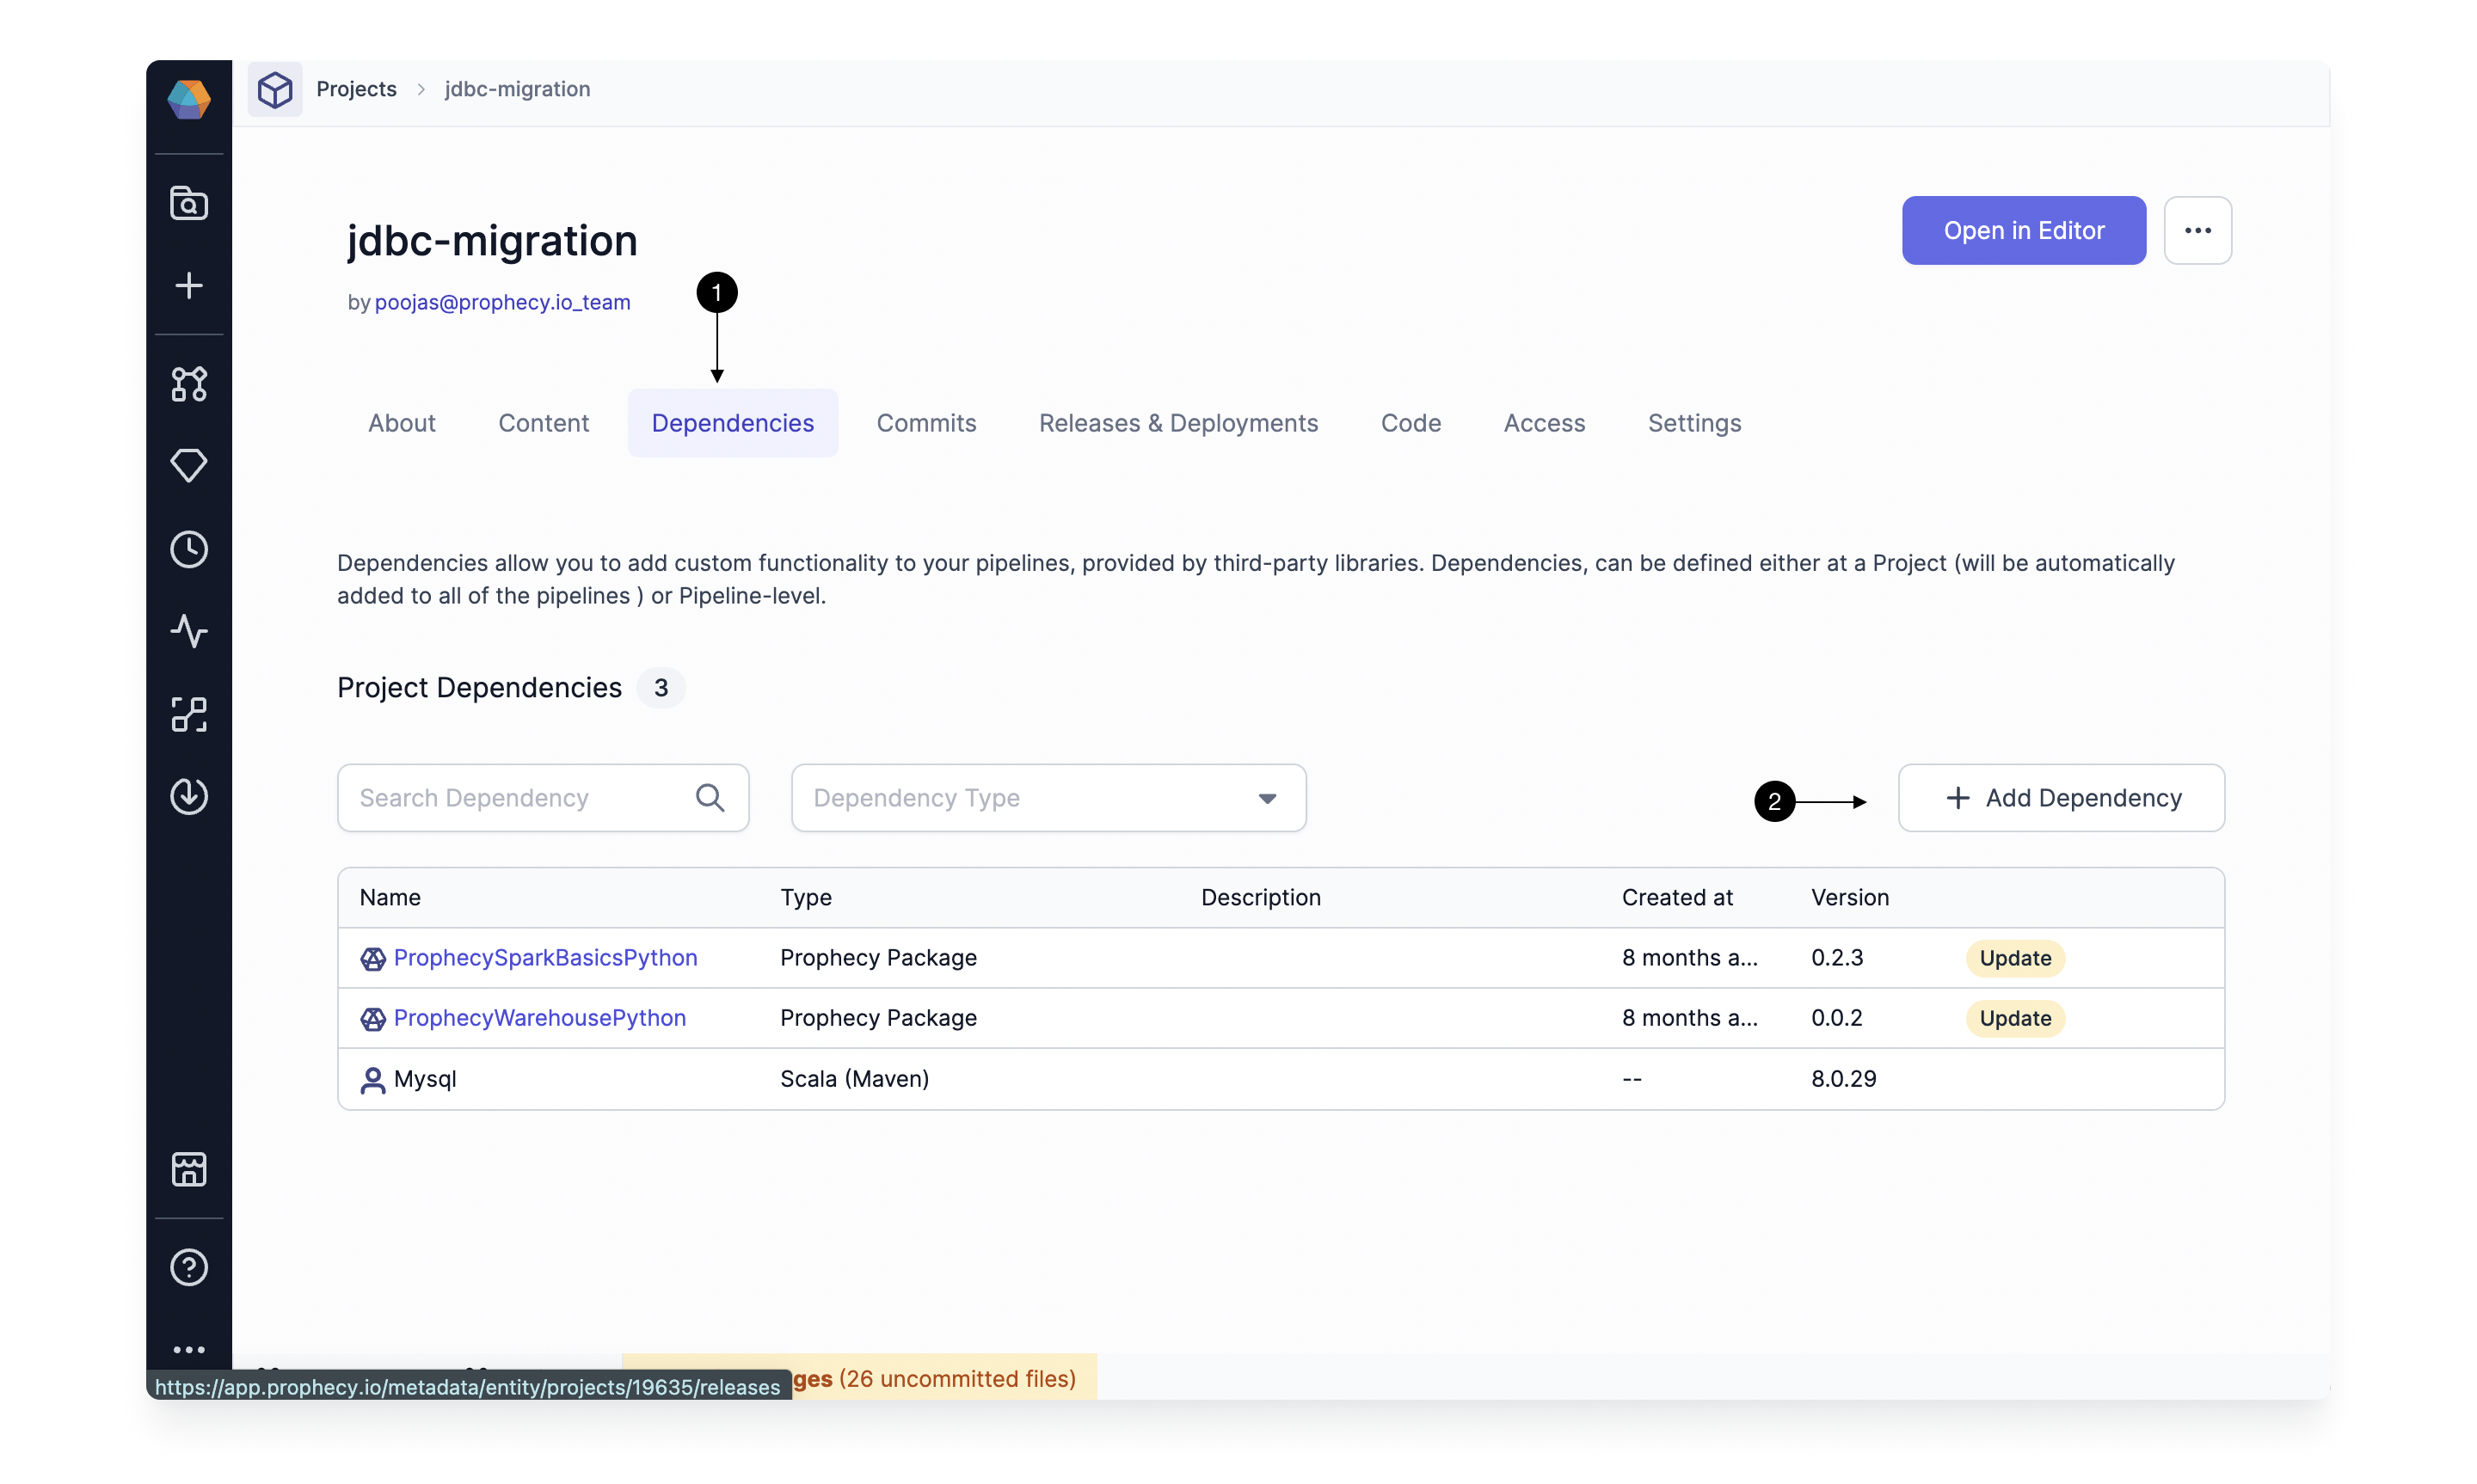 Projects > jdbc-migration
jdbc-migration
Open in Editor
by poojas@prophecy.io_team
1
About Content Dependencies Commits Releases & Deployments Code Access Settings
Dependencies allow you to add custom functionality to your pipelines, provided by third-party libraries. Dependencies, can be defined either at a Project (will be automatically
added to all of the pipelines ) or Pipeline-level.
Project Dependencies 3
Search Dependency Dependency Type 2 + Add Dependency
Name Type Description Created at Version
ProphecySparkBasicsPython Prophecy Package 8 months a... 0.2.3 Update
ProphecyWarehousePython Prophecy Package 8 months a... 0.0.2 Update
Mysql Scala (Maven) -- 8.0.29
https://app.prophecy.io/metadata/entity/projects/19635/releases ges (26 uncommitted files)